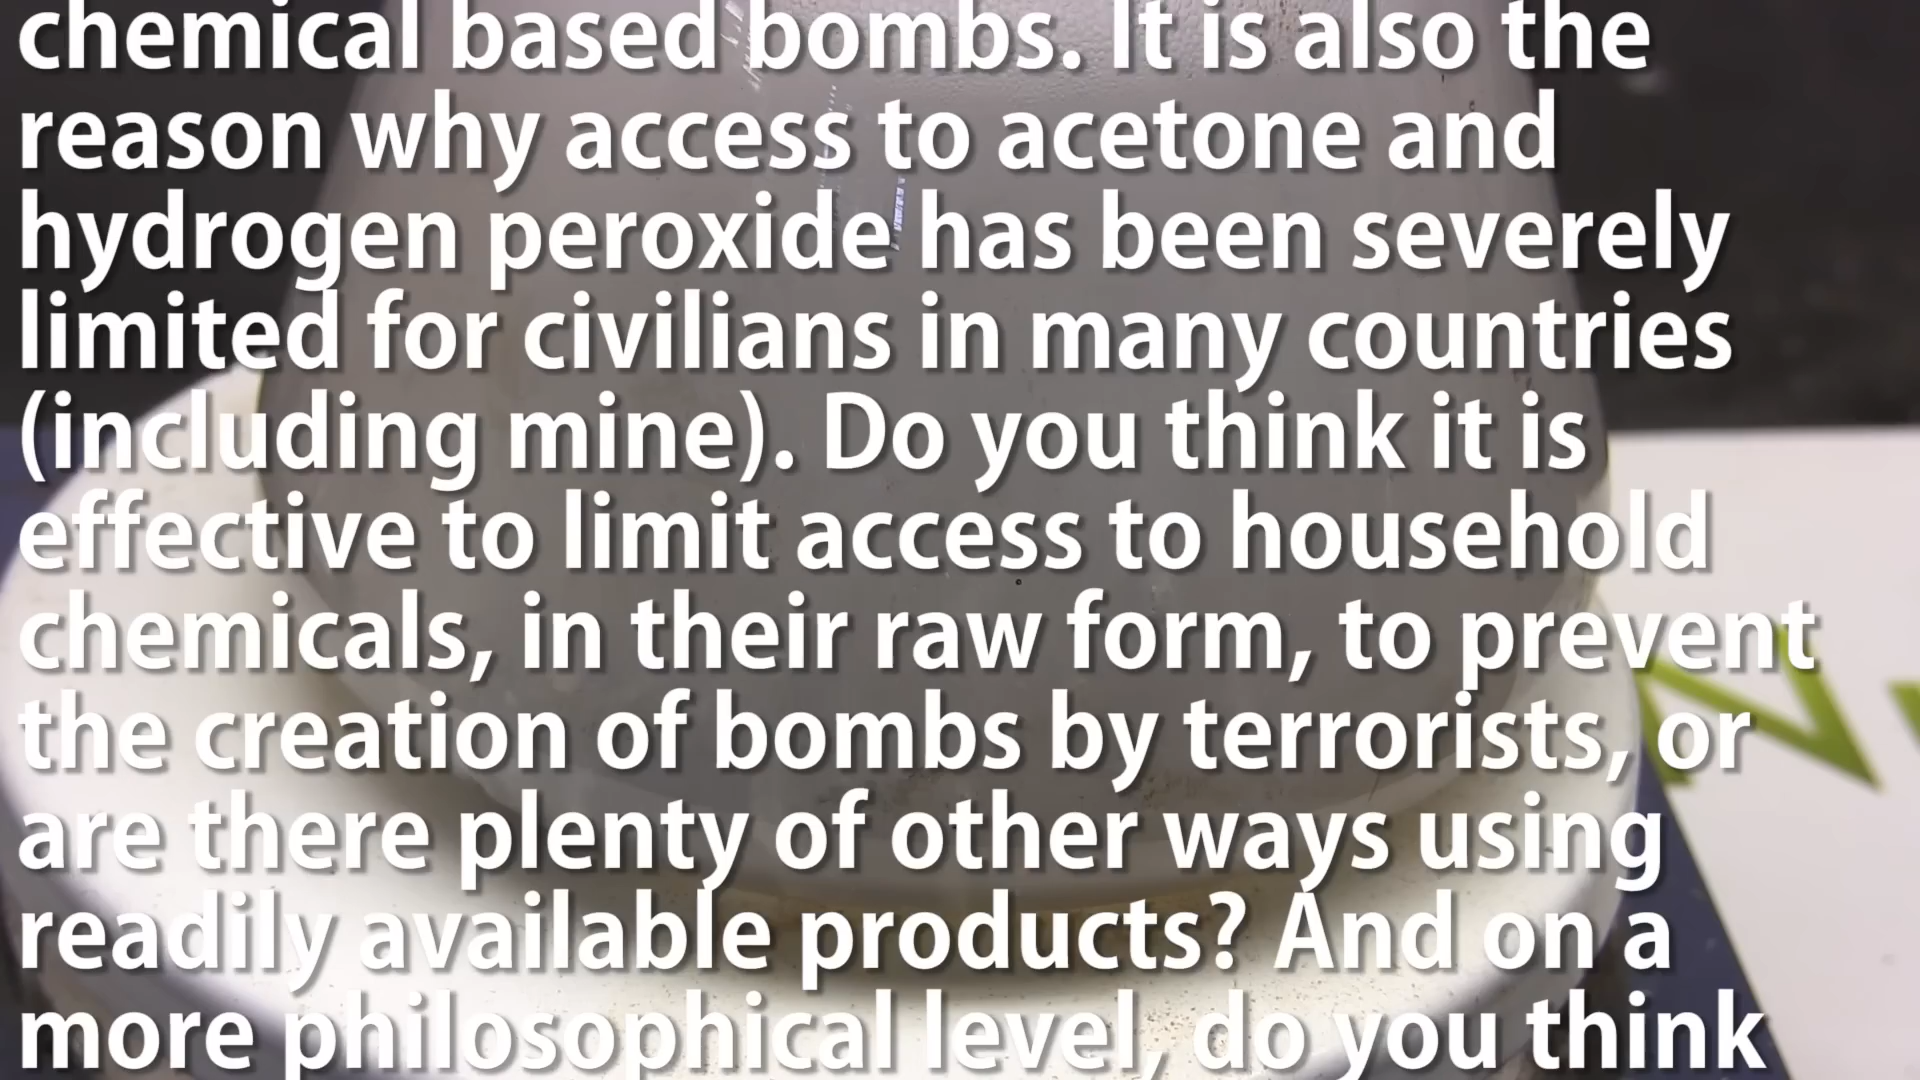 chemical based bombs. It is also the
reason why access to acetone and
hydrogen peroxide has been severely
limited for civilians in many countries
(including mine). Do you think it is
effective to limit access to household
chemicals, in their raw form, to prevent
the creation of bombs by terrorists, or
are there plenty of other ways using
readily available products? And on a
more philosophical level, do you think